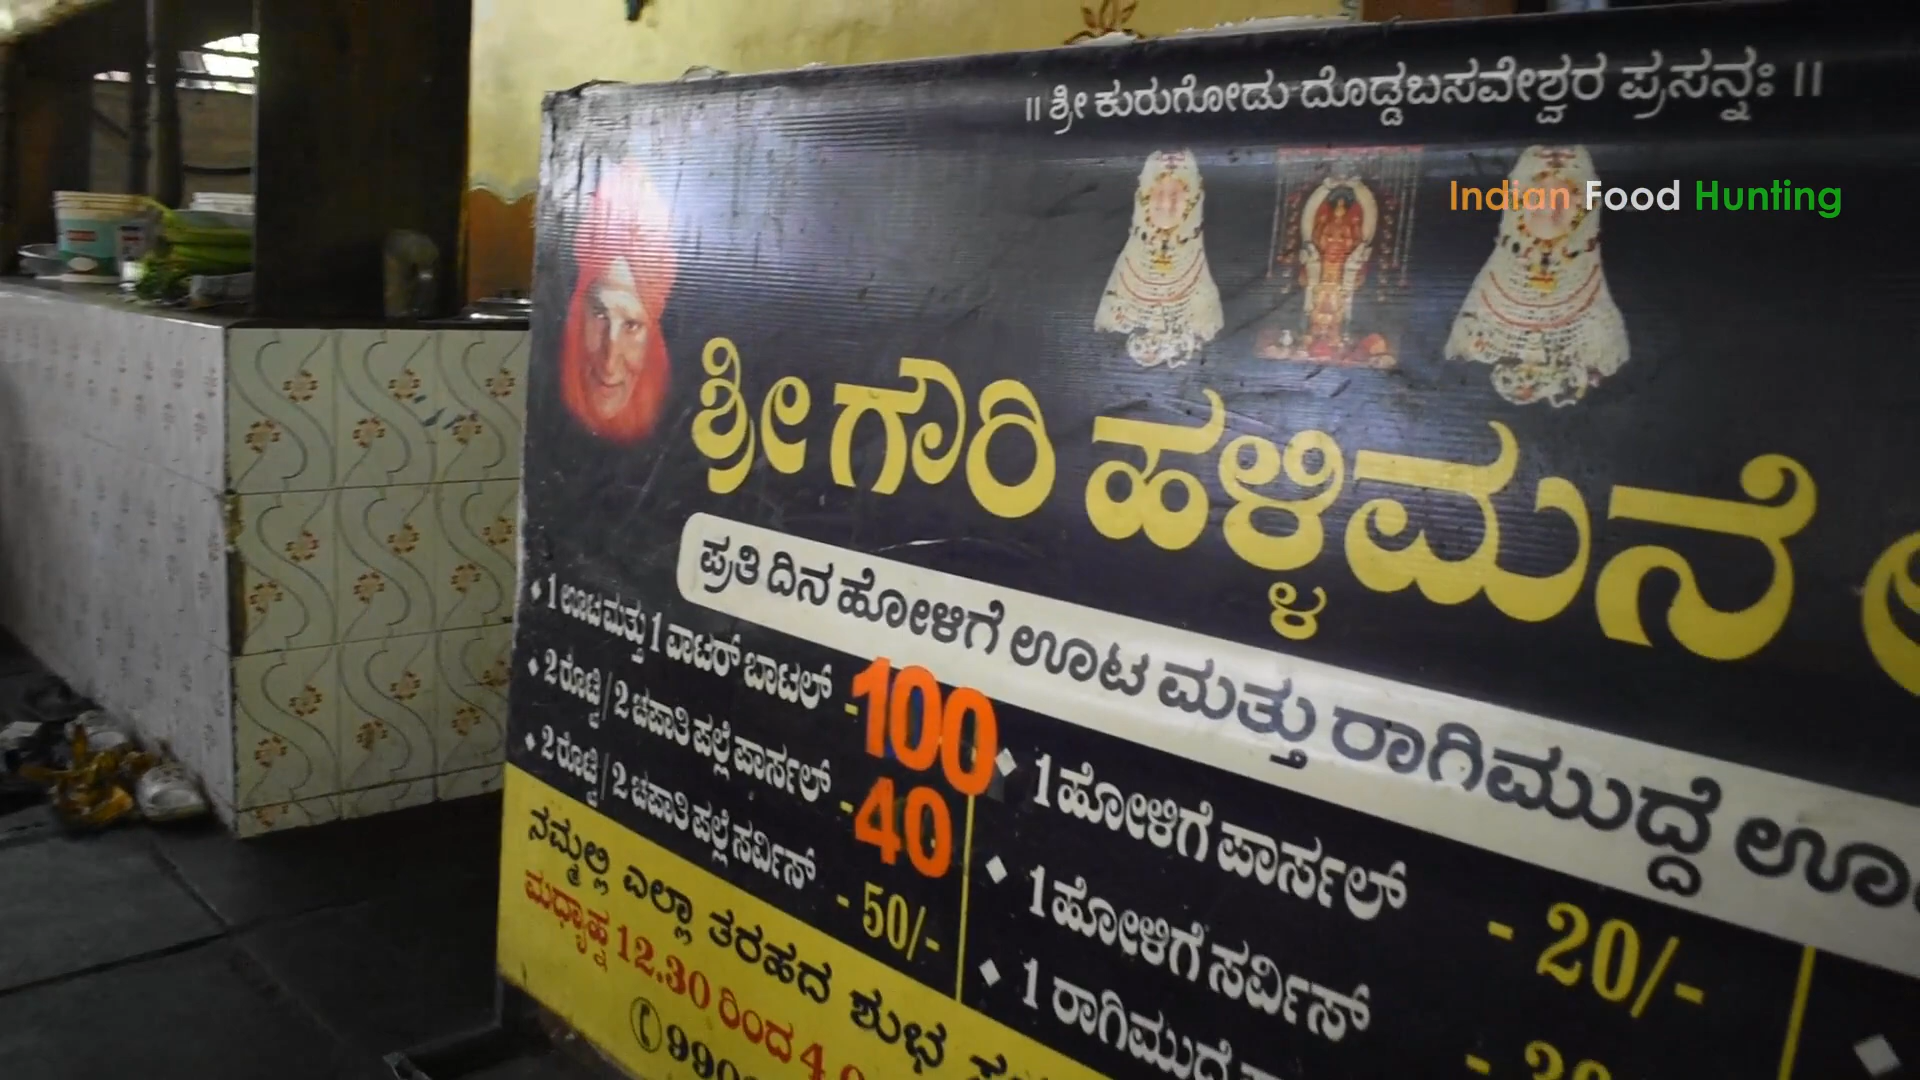 || ಶ್ರೀ ಕುರುಗೋಡು ದೊಡ್ಡಬಸವೇಶ್ವರ ಪ್ರಸನ್ನಃ ||
Indian Food Hunting
ಶ್ರೀ ಗೌರಿ ಹಳ್ಳಿಮನೆ
ಪ್ರತಿ ದಿನ ಹೋಳಿಗೆ ಊಟ ಮತ್ತು ರಾಗಿಮುದ್ದೆ
1 ಊಟ ಮತ್ತು 1 ವಾಟರ್ ಬಾಟಲ್ - 100
2 ರೊಟ್ಟಿ / 2 ಚಪಾತಿ ಪಲ್ಲೆ ಪಾರ್ಸಲ್ - 40
2 ರೊಟ್ಟಿ / 2 ಚಪಾತಿ ಪಲ್ಲೆ ಸರ್ವಿಸ್ - 50/-
1 ಹೋಳಿಗೆ ಪಾರ್ಸಲ್ - 20/-
1 ಹೋಳಿಗೆ ಸರ್ವಿಸ್ -
1 ರಾಗಿಮುದ್ದೆ
ನಮ್ಮಲ್ಲಿ ಎಲ್ಲಾ ತರಹದ ಶುಭ
ಮಧ್ಯಾಹ್ನ 12.30 ರಿಂದ 4
990